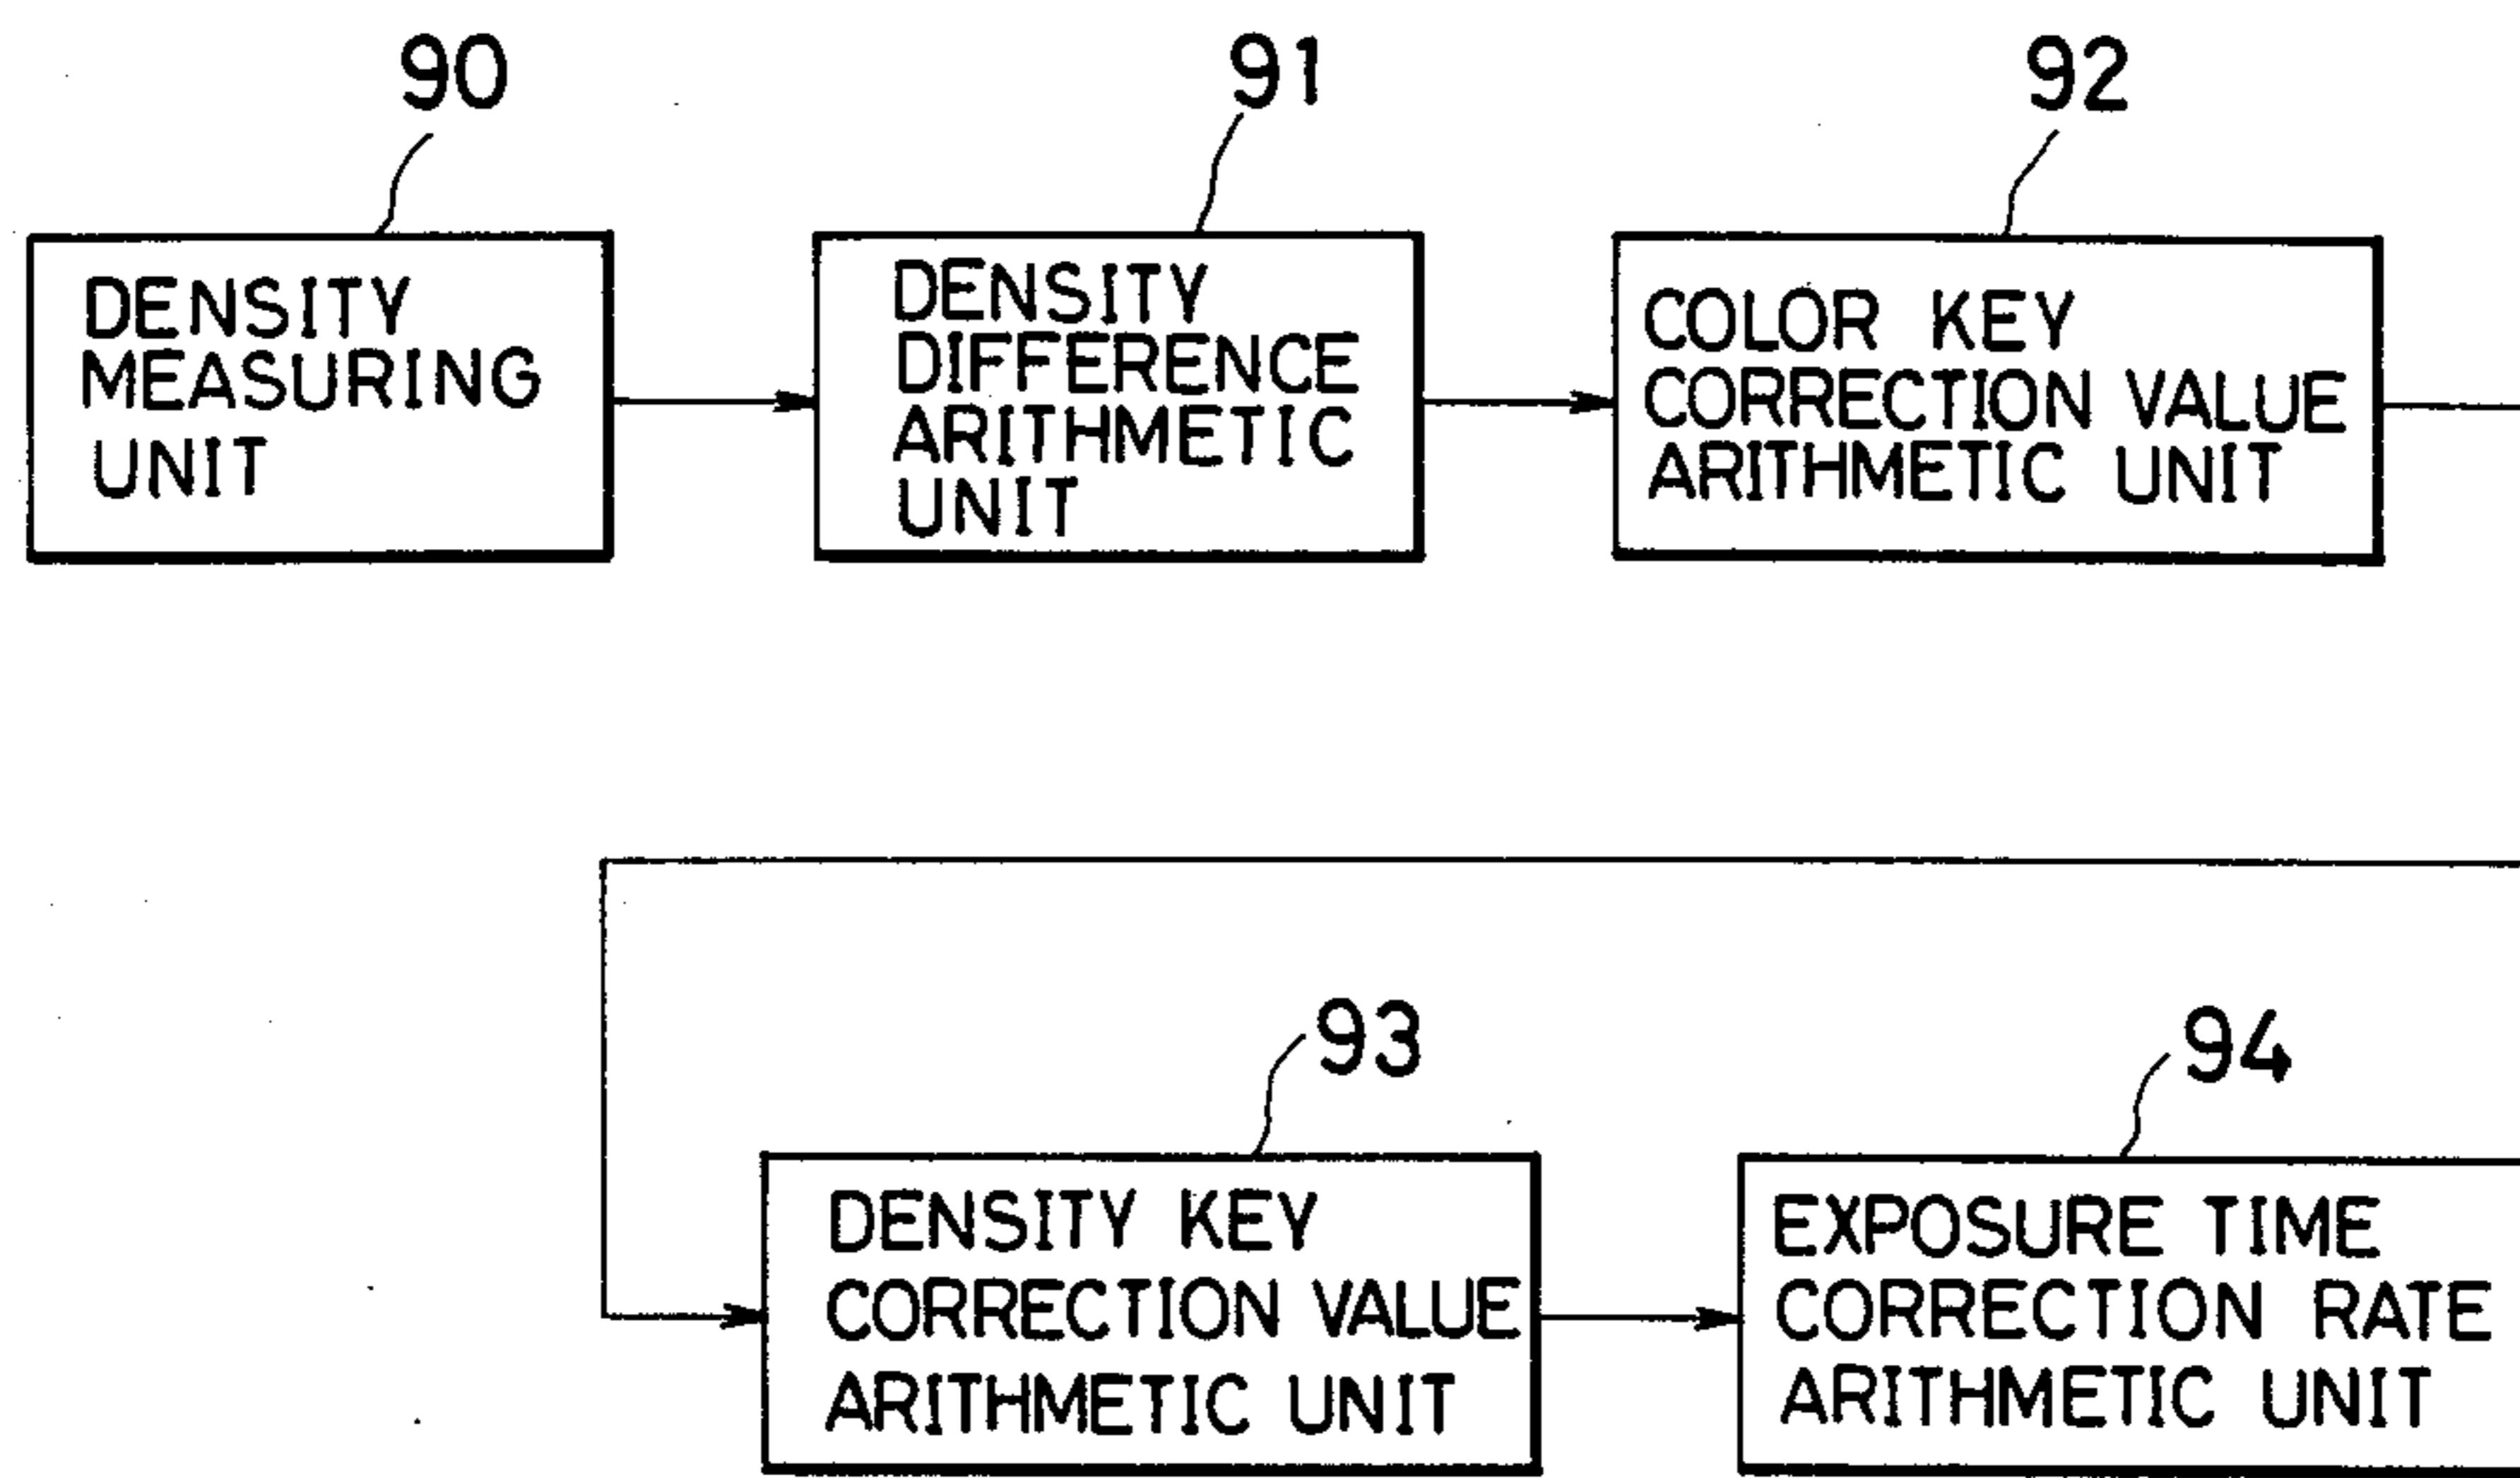 90
91
92
DENSITY
MEASURING
UNIT
DENSITY
DIFFERENCE
ARITHMETIC
UNIT
COLOR KEY
CORRECTION VALUE
ARITHMETIC UNIT
93
94
DENSITY KEY
CORRECTION VALUE
ARITHMETIC UNIT
EXPOSURE TIME
CORRECTION RATE
ARITHMETIC UNIT